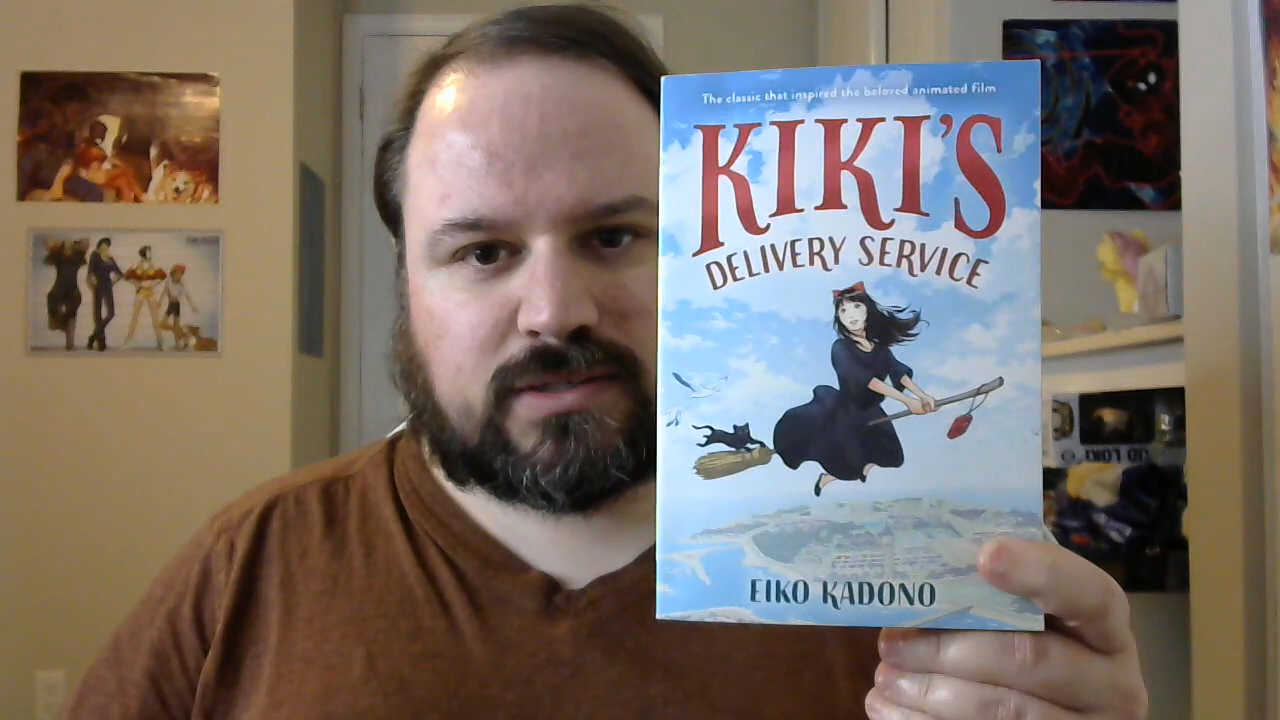 The classic that inspired the beloved animated film
KIKI'S
DELIVERY SERVICE
EIKO KADONO